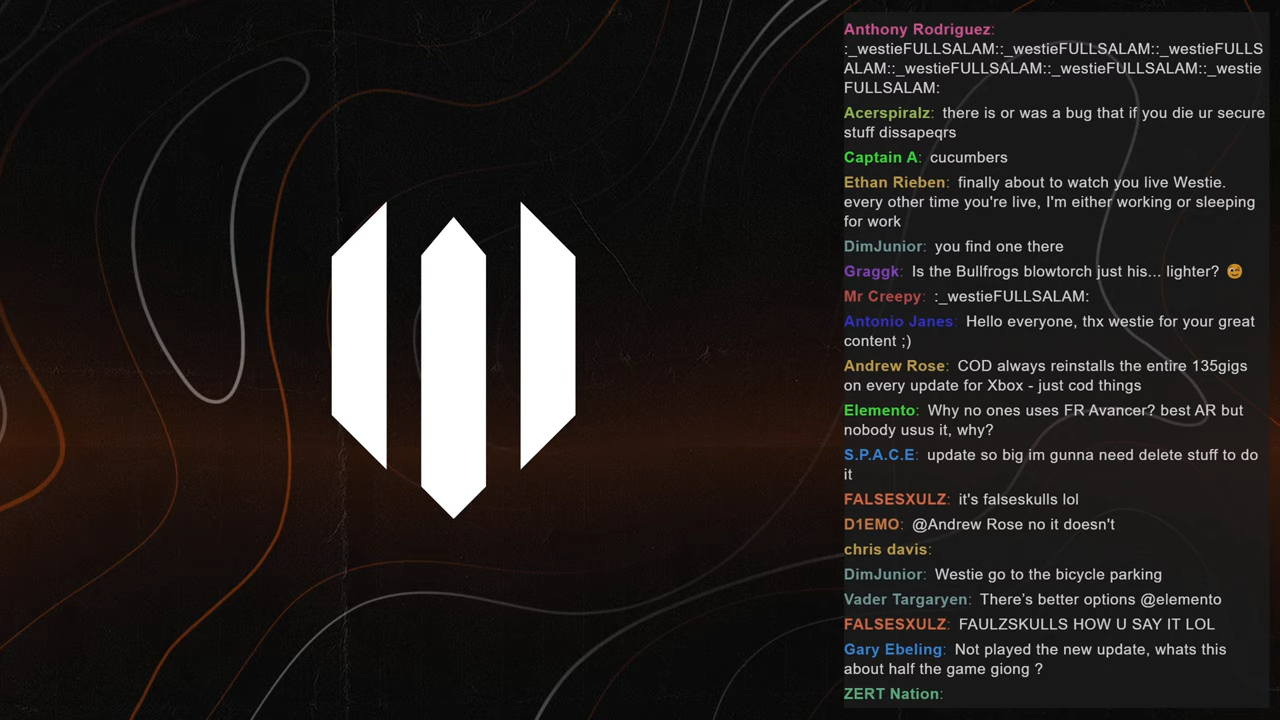 Anthony Rodriguez:
:_westieFULLSALAM::_westieFULLSALAM::_westieFULLS
ALAM::_westieFULLSALAM::_westieFULLSALAM::_westie
FULLSALAM:
Acerspiralz: there is or was a bug that if you die ur secure
stuff dissapeqrs
Captain A: cucumbers
Ethan Rieben: finally about to watch you live Westie.
every other time you're live, I'm either working or sleeping
for work
DimJunior: you find one there
Graggk: Is the Bullfrogs blowtorch just his... lighter? 😉
Mr Creepy: :_westieFULLSALAM:
Antonio Janes: Hello everyone, thx westie for your great
content ;)
Andrew Rose: COD always reinstalls the entire 135gigs
on every update for Xbox - just cod things
Elemento: Why no ones uses FR Avancer? best AR but
nobody usus it, why?
S.P.A.C.E: update so big im gunna need delete stuff to do
it
FALSESXULZ: it's falseskulls lol
D1EMO: @Andrew Rose no it doesn't
chris davis:
DimJunior: Westie go to the bicycle parking
Vader Targaryen: There’s better options @elemento
FALSESXULZ: FAULZSKULLS HOW U SAY IT LOL
Gary Ebeling: Not played the new update, whats this
about half the game giong ?
ZERT Nation: